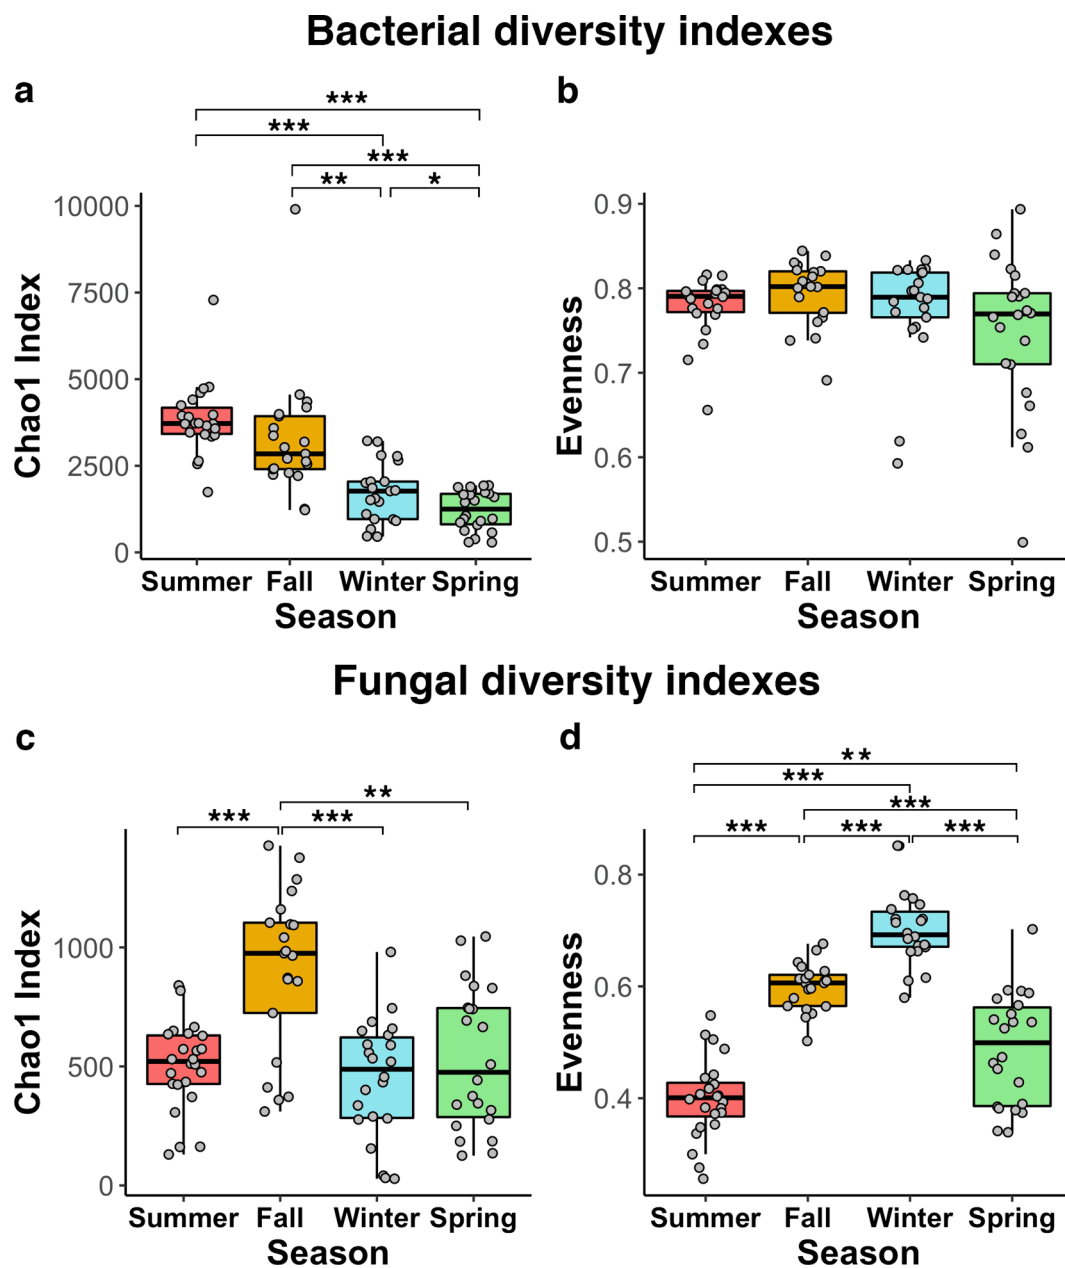 Bacterial diversity indexes
a
b
***
***
***
** *
Chao1 Index
10000
7500
5000
2500
0
Summer Fall Winter Spring
Season
Evenness
0.9
0.8
0.7
0.6
0.5
Summer Fall Winter Spring
Season
Fungal diversity indexes
c
d
**
*** ***
Chao1 Index
1000
500
0
Summer Fall Winter Spring
Season
**
***
***
*** *** ***
Evenness
0.8
0.6
0.4
Summer Fall Winter Spring
Season